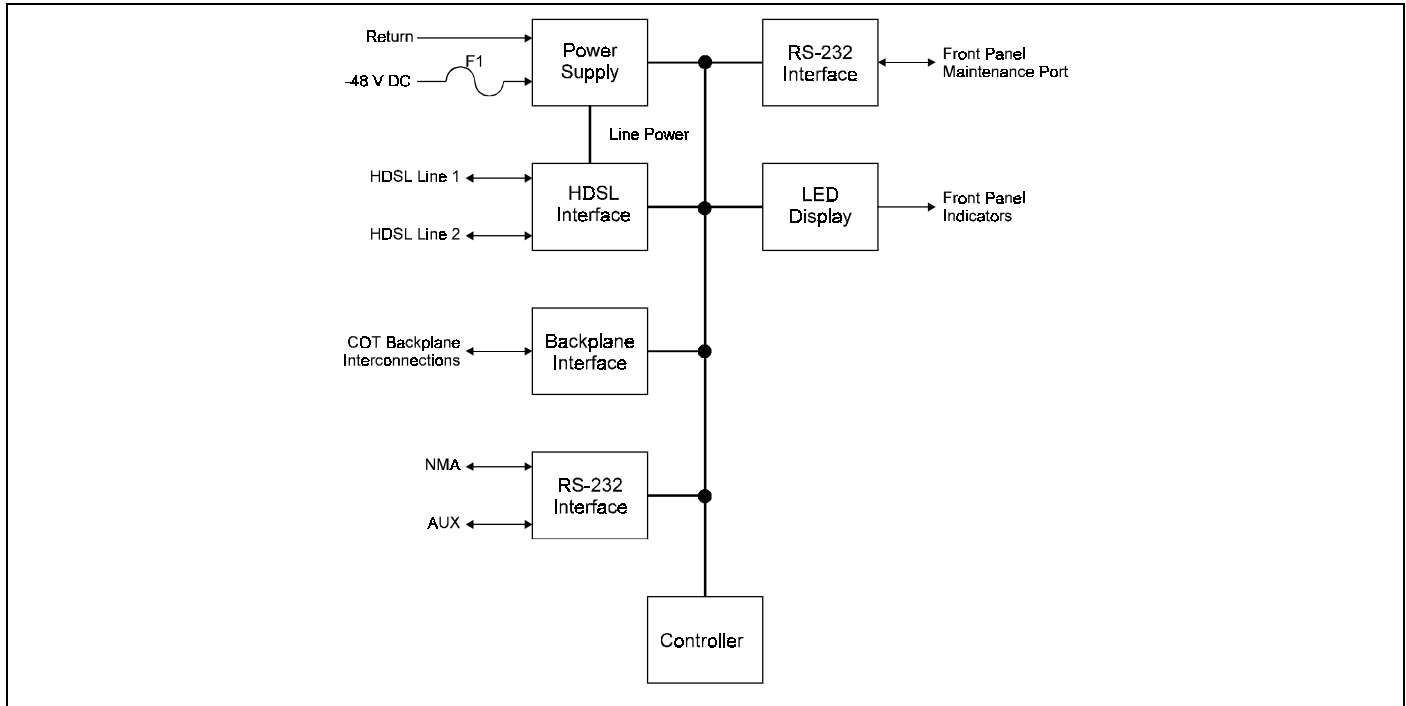 Return
F1
-48 V DC
Power
Supply
RS-232
Interface
Front Panel
Maintenance Port
Line Power
HDSL Line 1
HDSL Line 2
HDSL
Interface
LED
Display
Front Panel
Indicators
COT Backplane
Interconnections
Backplane
Interface
NMA
AUX
RS-232
Interface
Controller